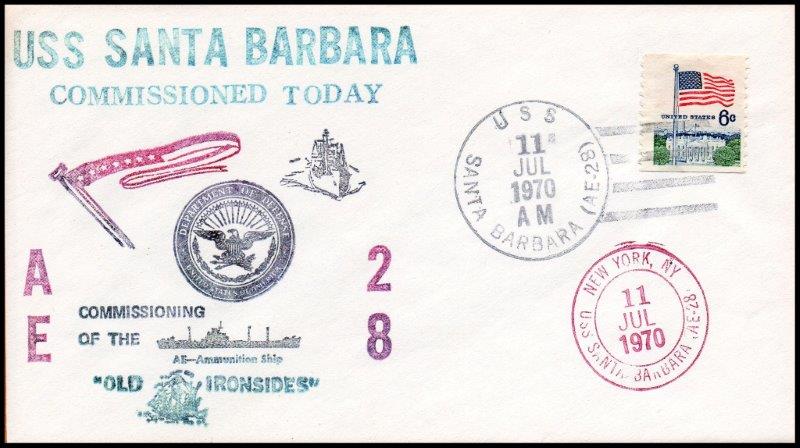 USS SANTA BARBARA
COMMISSIONED TODAY
UNITED STATES 6c
USS
SANTA BARBARA (AE-28)
11
JUL
1970
AM
DEPARTMENT OF DEFENSE
UNITED STATES OF AMERICA
A
E
2
8
COMMISSIONING
OF THE
AE—Ammunition Ship
"OLD IRONSIDES"
NEW YORK, NY
11
JUL
1970
USS SANTA BARBARA (AE-28)